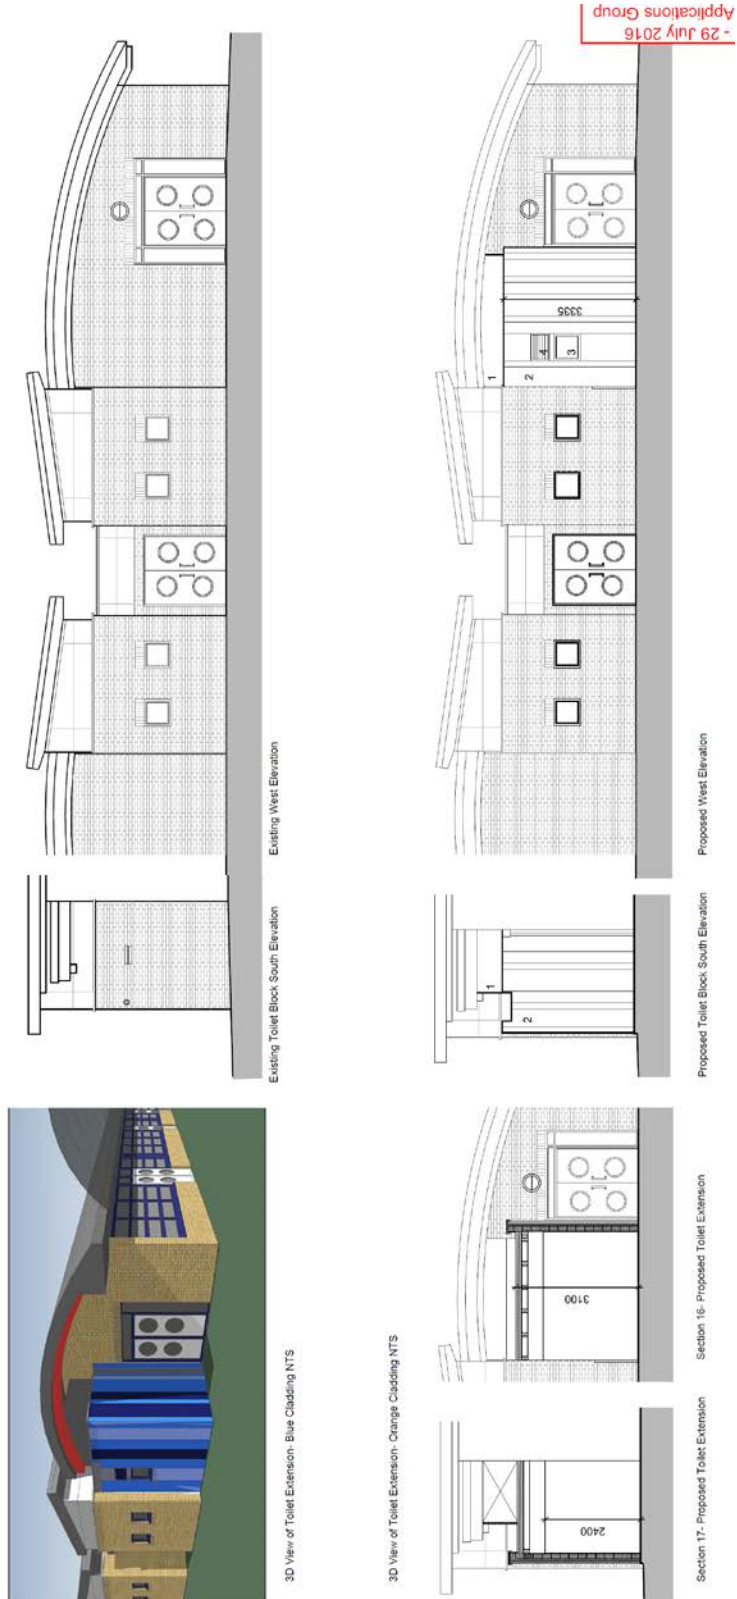 Existing West Elevation
Existing Toilet Block South Elevation
3D View of Toilet Extension- Blue Cladding NTS
3335
1
2
3
4
Proposed West Elevation
1
2
Proposed Toilet Block South Elevation
3D View of Toilet Extension- Orange Cladding NTS
3100
Section 16- Proposed Toilet Extension
2400
Section 17- Proposed Toilet Extension
- 29 July 2016
Applications Group